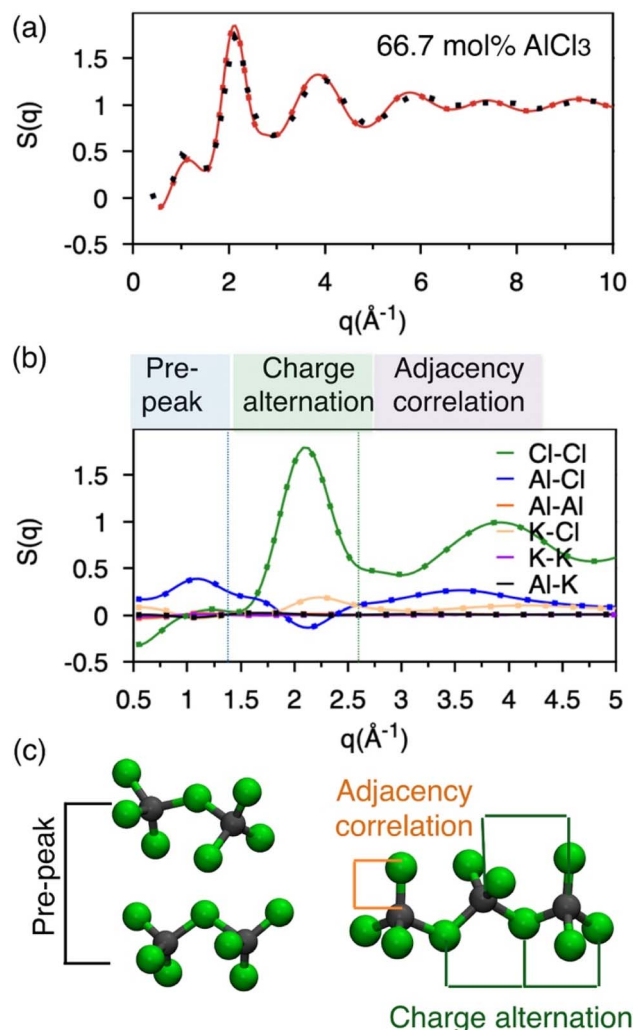 (a)
66.7 mol% AlCl₃
S(q)
1.5
1
0.5
0
-0.5
0 2 4 6 8 10
q(Å⁻¹)
(b)
Pre-
peak
Charge
alternation
Adjacency
correlation
S(q)
2
1.5
1
0.5
0
-0.5
Cl-Cl
Al-Cl
Al-Al
K-Cl
K-K
Al-K
0.5 1 1.5 2 2.5 3 3.5 4 4.5 5
q(Å⁻¹)
(c)
Pre-peak
Adjacency
correlation
Charge alternation